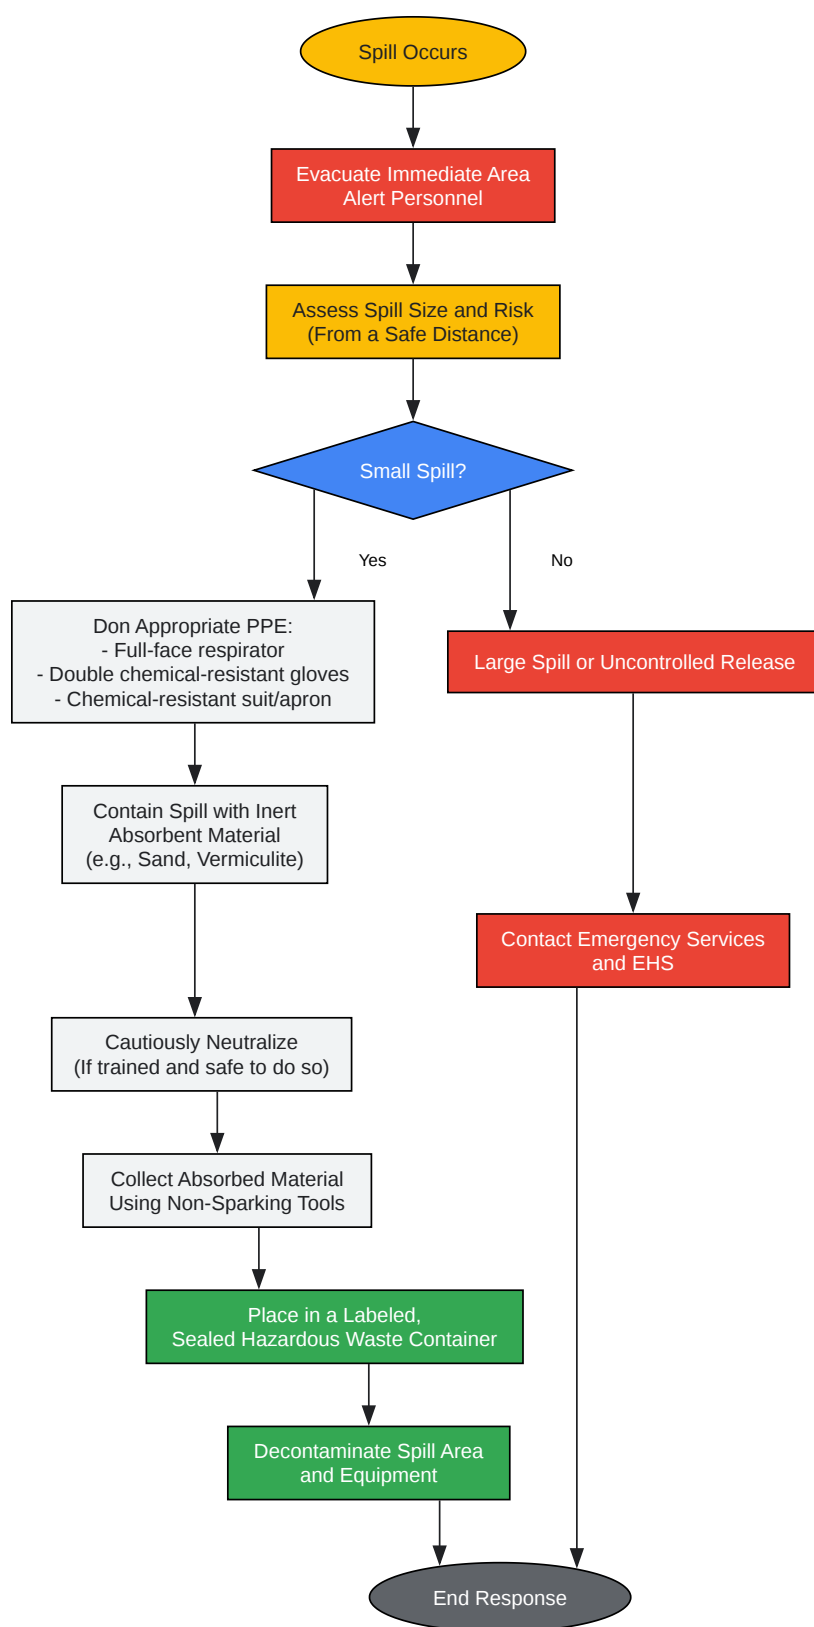 Spill Occurs
Evacuate Immediate Area
Alert Personnel
Assess Spill Size and Risk
(From a Safe Distance)
Small Spill?
Yes
No
Don Appropriate PPE:
- Full-face respirator
- Double chemical-resistant gloves
- Chemical-resistant suit/apron
Large Spill or Uncontrolled Release
Contain Spill with Inert
Absorbent Material
(e.g., Sand, Vermiculite)
Contact Emergency Services
and EHS
Cautiously Neutralize
(If trained and safe to do so)
Collect Absorbed Material
Using Non-Sparking Tools
Place in a Labeled,
Sealed Hazardous Waste Container
Decontaminate Spill Area
and Equipment
End Response